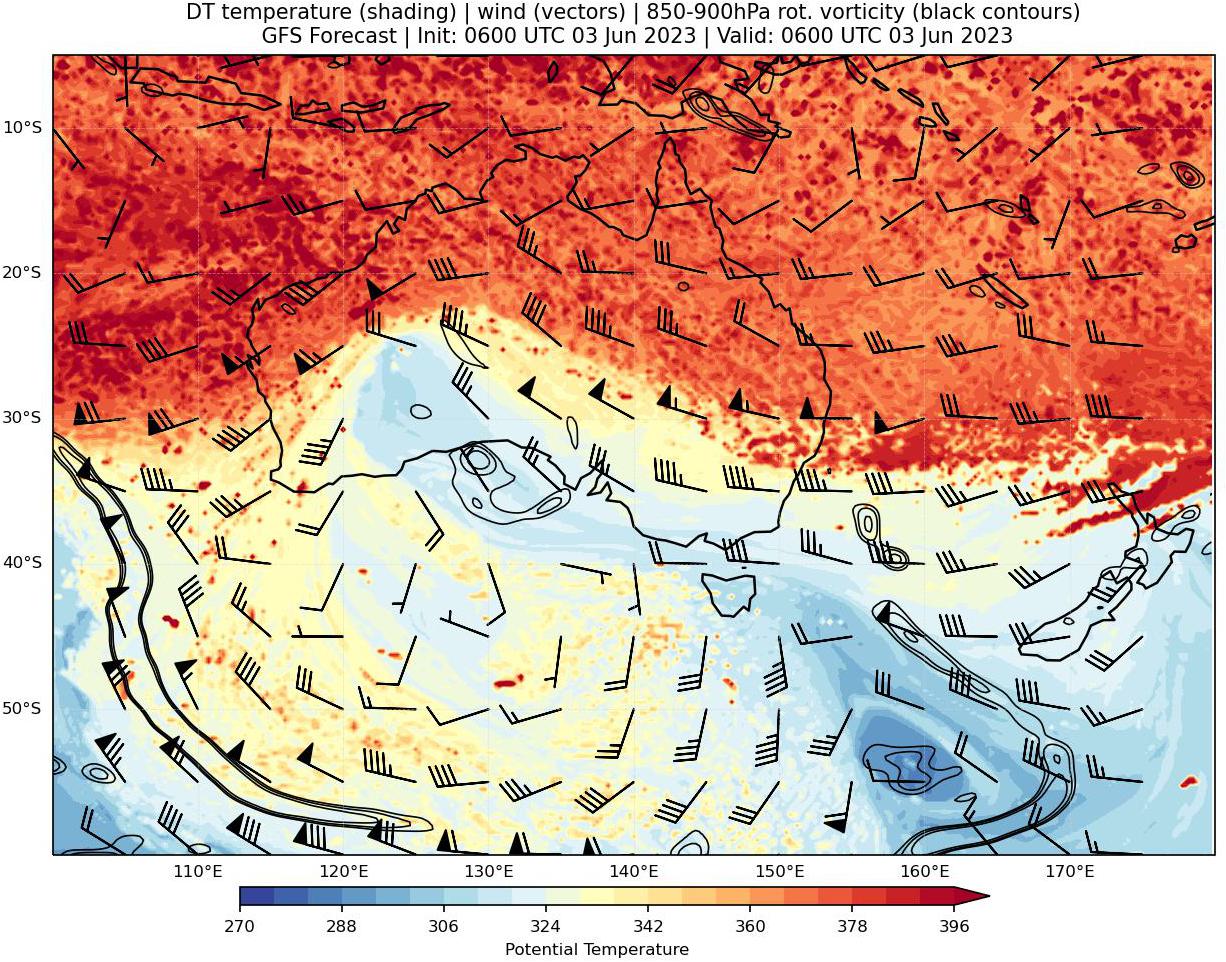 DT temperature (shading) | wind (vectors) | 850-900hPa rot. vorticity (black contours)
GFS Forecast | Init: 0600 UTC 03 Jun 2023 | Valid: 0600 UTC 03 Jun 2023
10°S
20°S
30°S
40°S
50°S
110°E 120°E 130°E 140°E 150°E 160°E 170°E
270 288 306 324 342 360 378 396
Potential Temperature